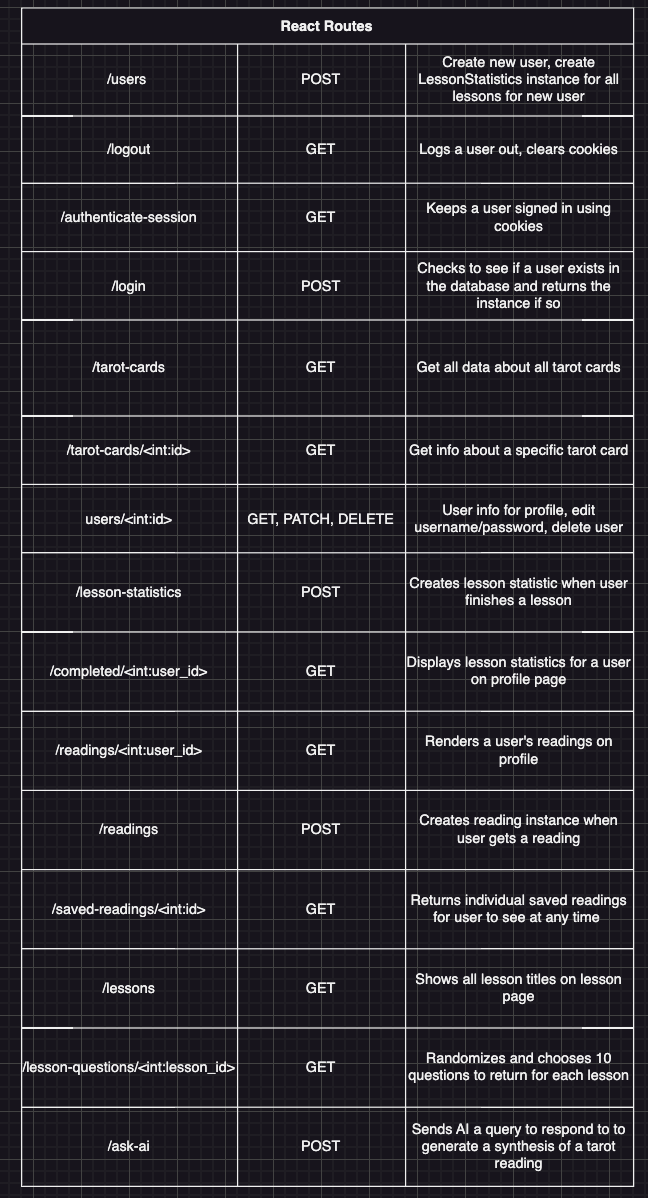 React Routes
/users
POST
Create new user, create
LessonStatistics instance for all
lessons for new user
/logout
GET
Logs a user out, clears cookies
/authenticate-session
GET
Keeps a user signed in using
cookies
/login
POST
Checks to see if a user exists in
the database and returns the
instance if so
/tarot-cards
GET
Get all data about all tarot cards
/tarot-cards/<int:id>
GET
Get info about a specific tarot card
users/<int:id>
GET, PATCH, DELETE
User info for profile, edit
username/password, delete user
/lesson-statistics
POST
Creates lesson statistic when user
finishes a lesson
/completed/<int:user_id>
GET
Displays lesson statistics for a user
on profile page
/readings/<int:user_id>
GET
Renders a user's readings on
profile
/readings
POST
Creates reading instance when
user gets a reading
/saved-readings/<int:id>
GET
Returns individual saved readings
for user to see at any time
/lessons
GET
Shows all lesson titles on lesson
page
/lesson-questions/<int:lesson_id>
GET
Randomizes and chooses 10
questions to return for each lesson
/ask-ai
POST
Sends AI a query to respond to to
generate a synthesis of a tarot
reading